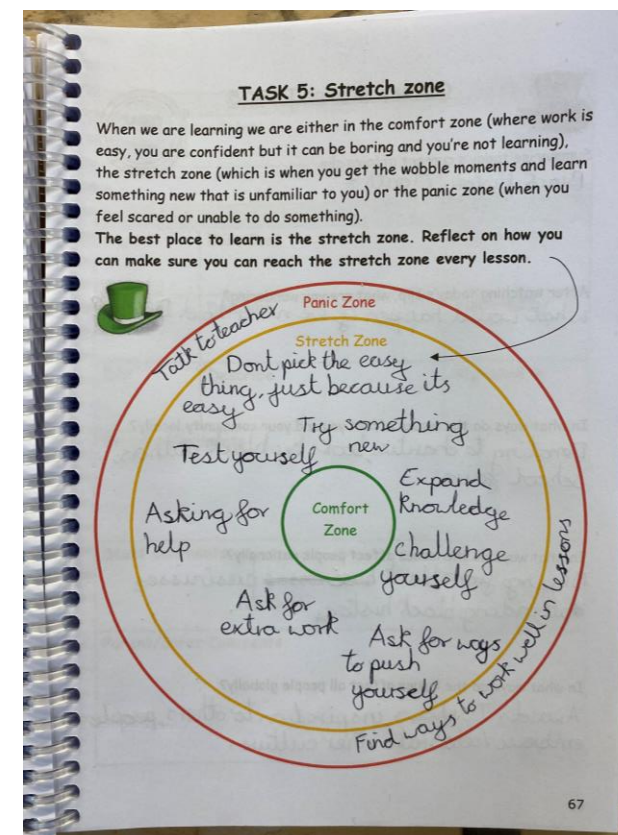 TASK 5: Stretch zone
When we are learning we are either in the comfort zone (where work is
easy, you are confident but it can be boring and you're not learning),
the stretch zone (which is when you get the wobble moments and learn
something new that is unfamiliar to you) or the panic zone (when you
feel scared or unable to do something).
The best place to learn is the stretch zone. Reflect on how you
can make sure you can reach the stretch zone every lesson.
Panic Zone
Talk to teacher
Stretch Zone
Dont pick the easy
thing, just because its
easy
Try something
new
Test yourself
Expand
knowledge
Comfort
Zone
Asking for
help
challenge
yourself
Ask for
extra work
Ask for ways
to push
yourself
Find ways to work well in lessons
67